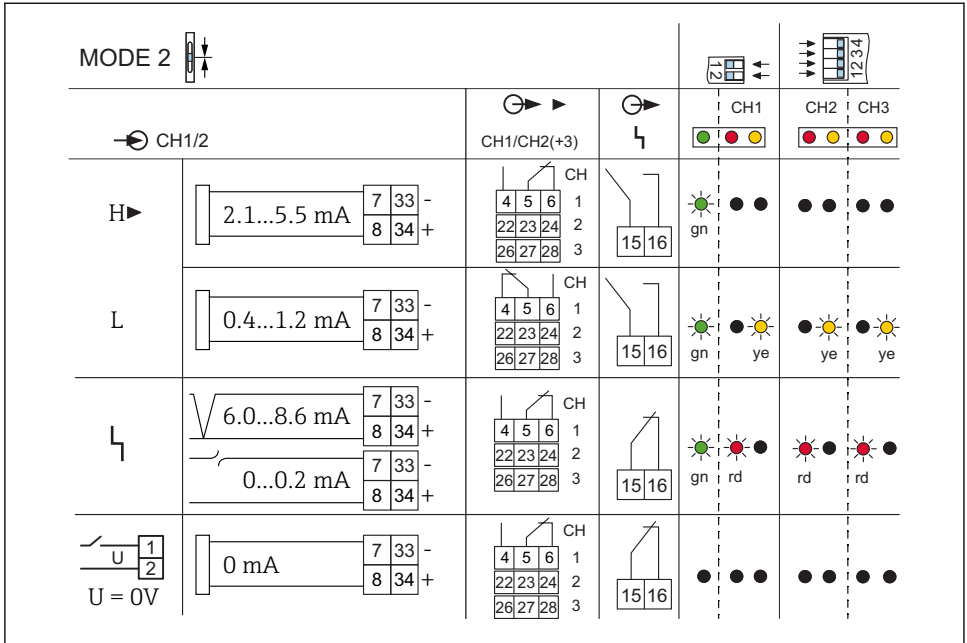 MODE 2
1 2
1 2 3 4
CH1/2
CH1/CH2(+3)
CH1
CH2
CH3
H
2.1...5.5 mA
7 33 -
8 34 +
CH
4 5 6 1
22 23 24 2
26 27 28 3
15 16
gn
L
0.4...1.2 mA
7 33 -
8 34 +
CH
4 5 6 1
22 23 24 2
26 27 28 3
15 16
gn
ye
ye
ye
6.0...8.6 mA
7 33 -
8 34 +
0...0.2 mA
7 33 -
8 34 +
CH
4 5 6 1
22 23 24 2
26 27 28 3
15 16
gn
rd
rd
rd
U
1
2
U = 0V
0 mA
7 33 -
8 34 +
CH
4 5 6 1
22 23 24 2
26 27 28 3
15 16